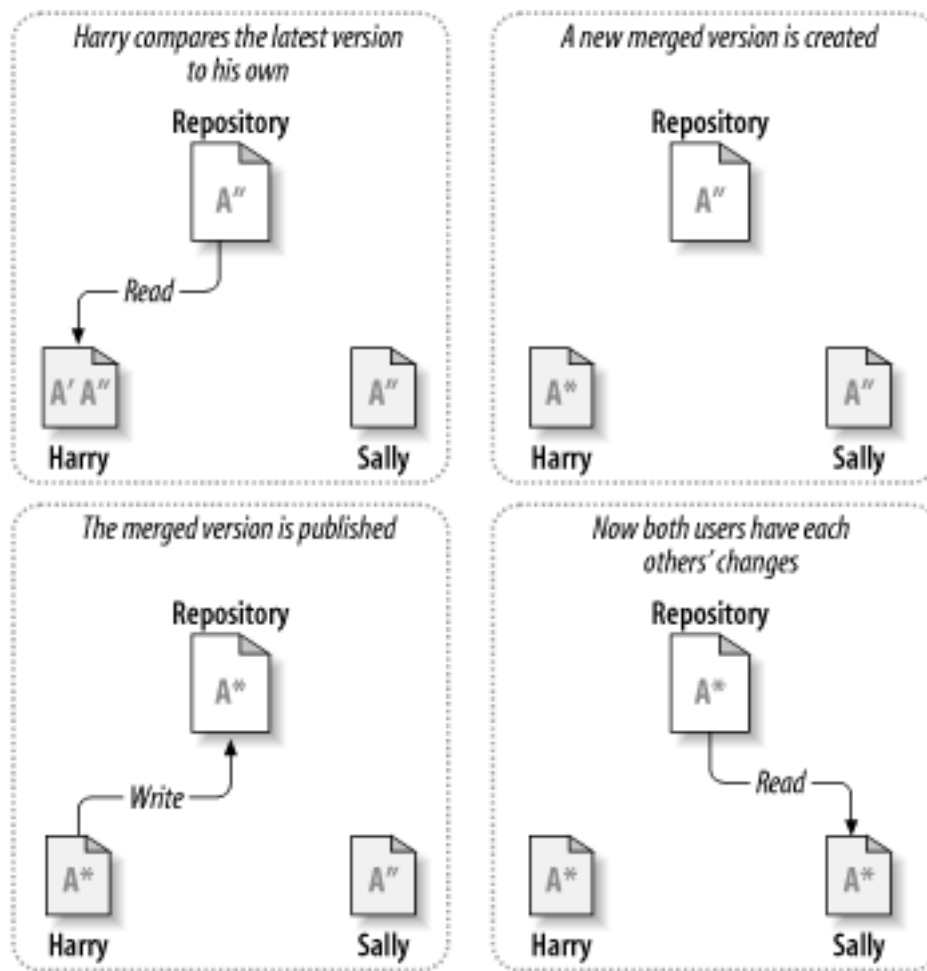 Harry compares the latest version
to his own
Repository
A″
Read
A′ A″
A″
Harry
Sally
A new merged version is created
Repository
A″
A*
A″
Harry
Sally
The merged version is published
Repository
A*
Write
A*
A″
Harry
Sally
Now both users have each
others’ changes
Repository
A*
Read
A*
A*
Harry
Sally